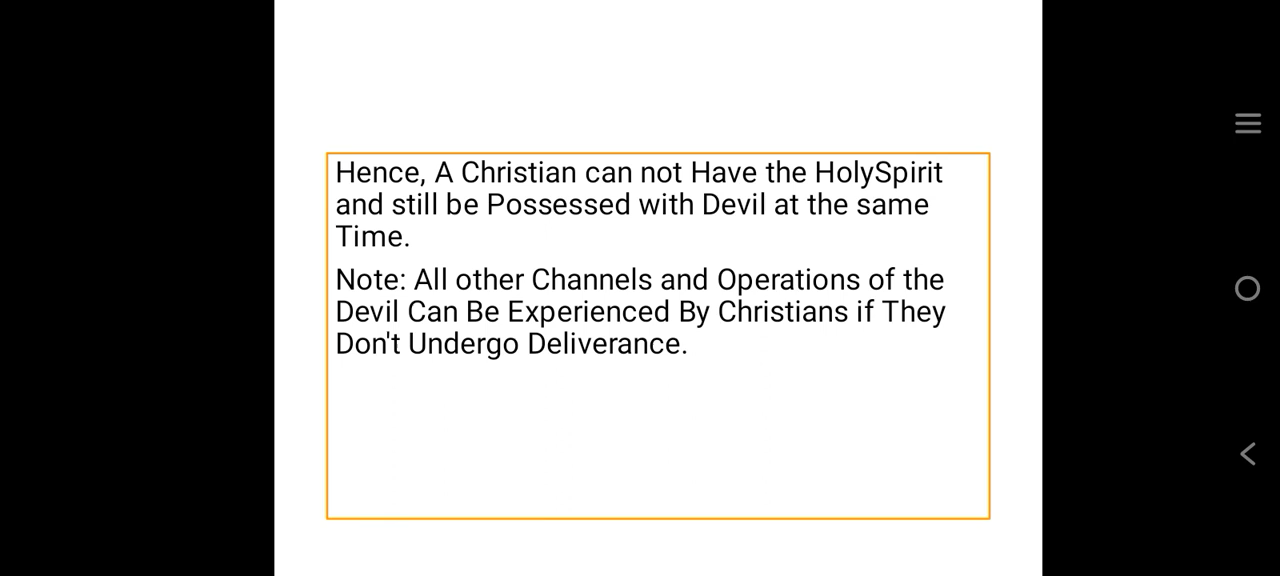 Hence, A Christian can not Have the HolySpirit
and still be Possessed with Devil at the same
Time.
Note: All other Channels and Operations of the
Devil Can Be Experienced By Christians if They
Don't Undergo Deliverance.